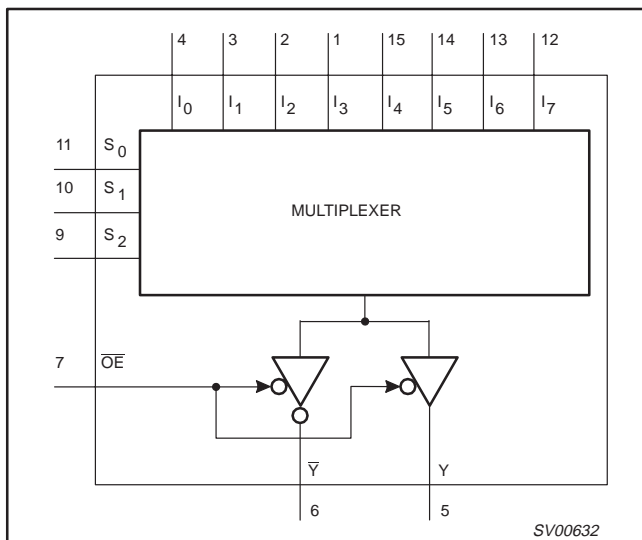 4 3 2 1 15 14 13 12
I0 I1 I2 I3 I4 I5 I6 I7
11 S0
10 S1
MULTIPLEXER
9 S2
7 O̅E̅
Y̅ Y
6 5
SV00632